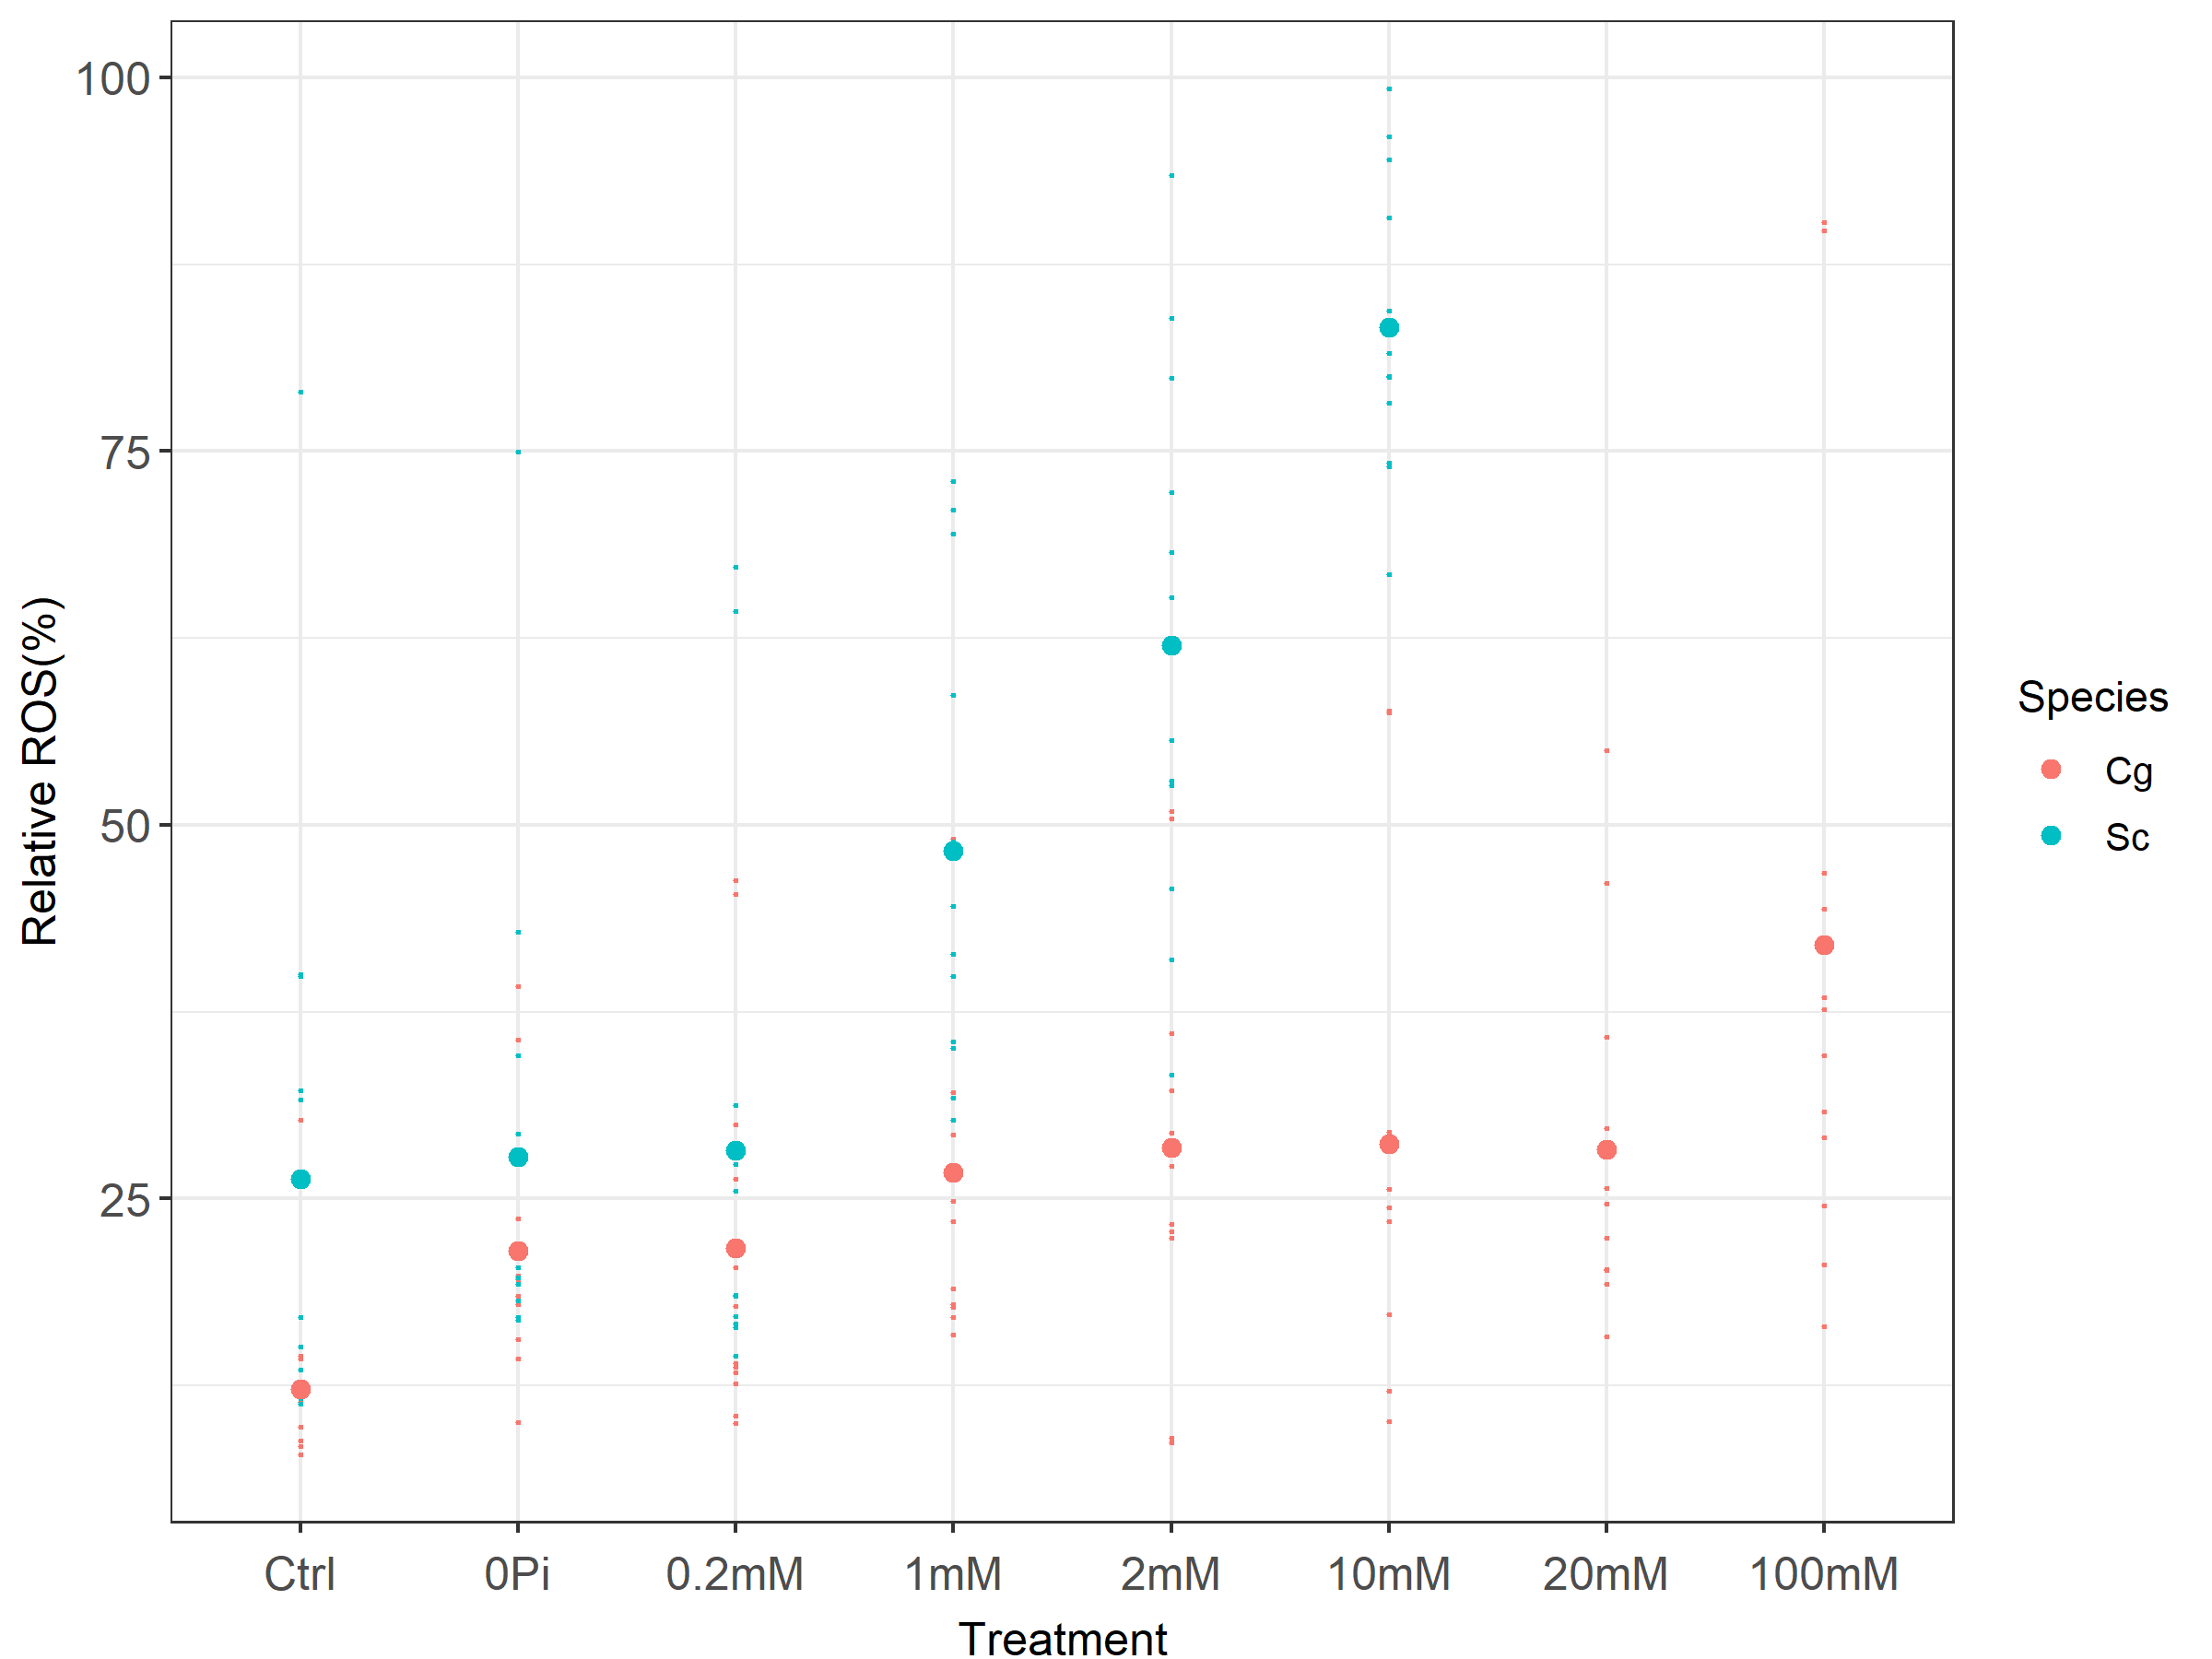 100
75
50
25
Relative ROS(%)
Ctrl
0Pi
0.2mM
1mM
2mM
10mM
20mM
100mM
Treatment
Species
Cg
Sc